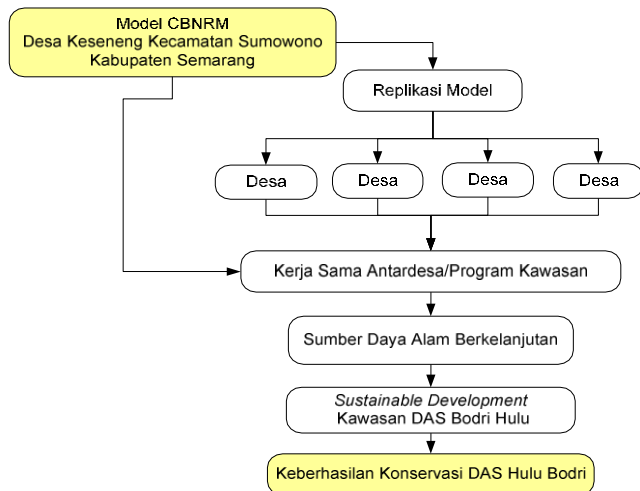 Model CBNRM
Desa Keseneng Kecamatan Sumowono
Kabupaten Semarang
Replikasi Model
Desa
Desa
Desa
Desa
Kerja Sama Antardesa/Program Kawasan
Sumber Daya Alam Berkelanjutan
Sustainable Development
Kawasan DAS Bodri Hulu
Keberhasilan Konservasi DAS Hulu Bodri